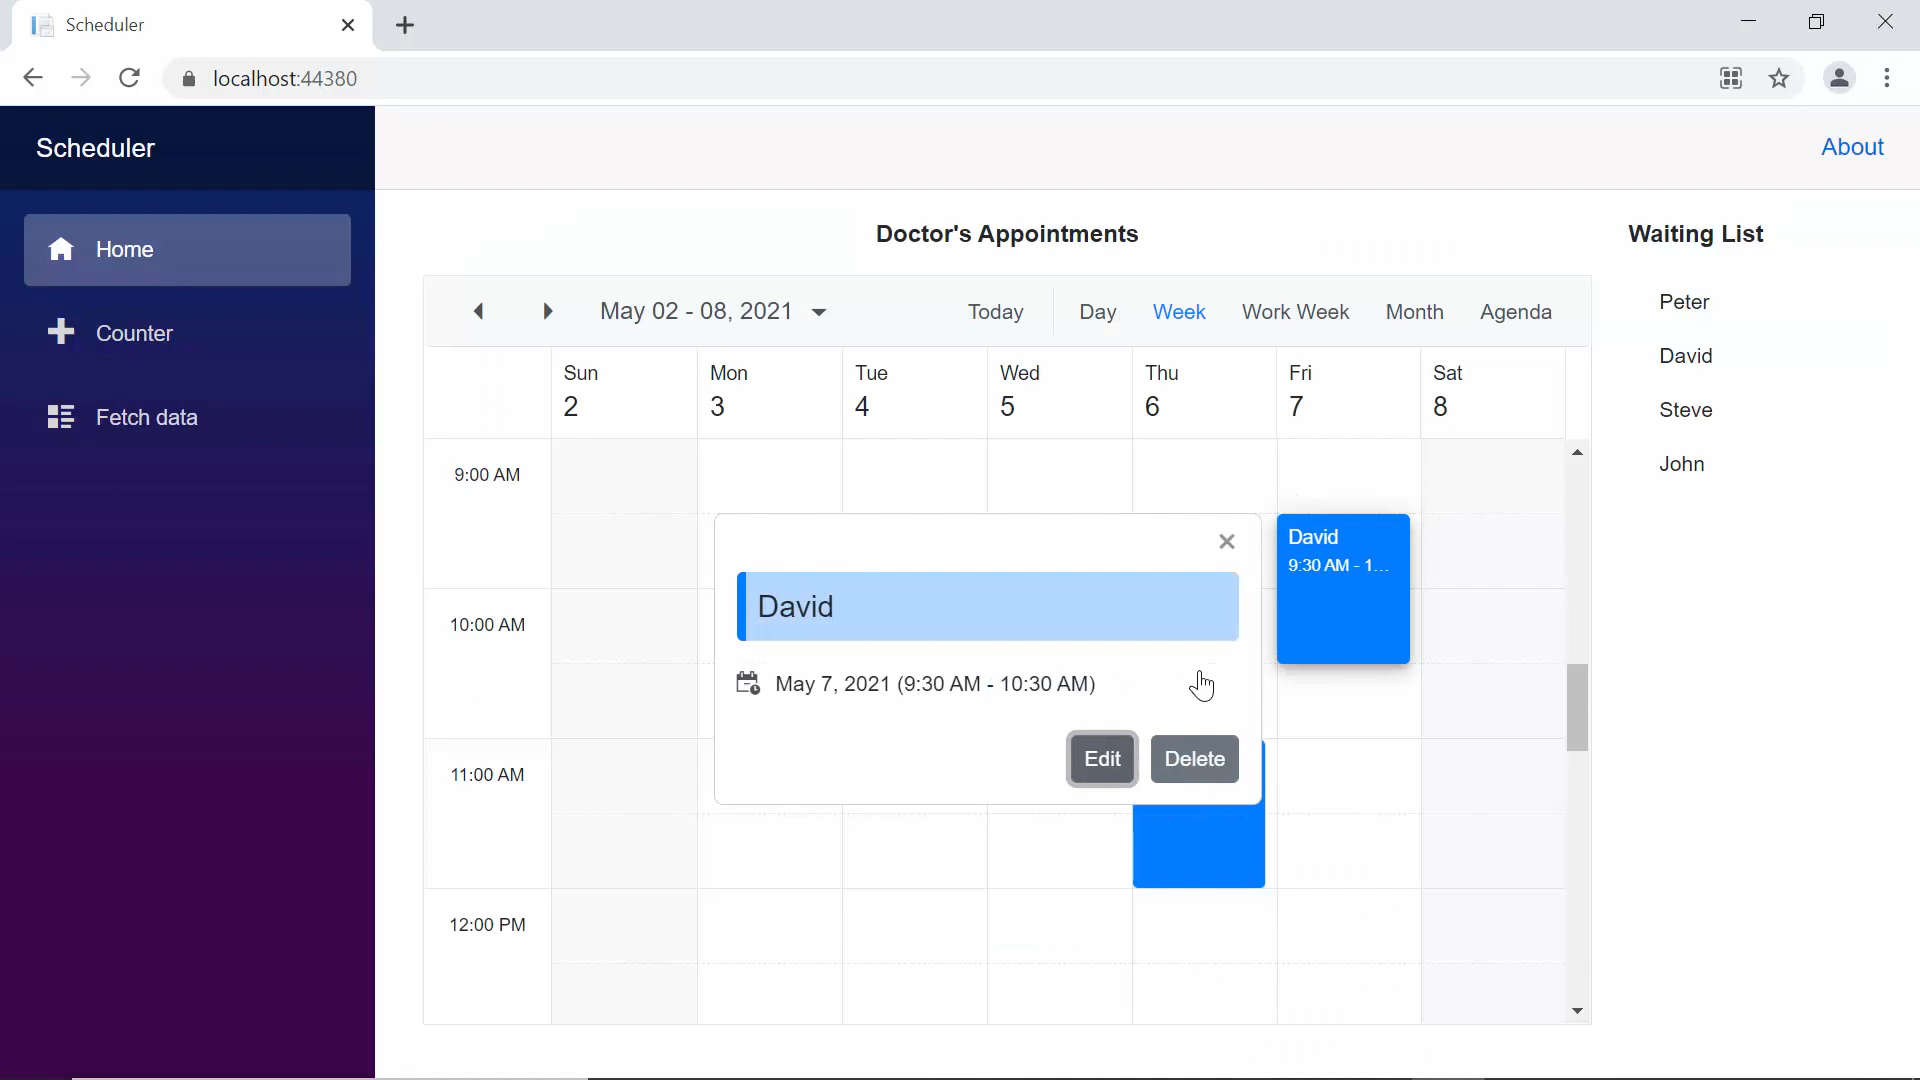 Scheduler
localhost:44380
Scheduler
About
Home
Counter
Fetch data
Doctor's Appointments
Waiting List
May 02 - 08, 2021
Today
Day
Week
Work Week
Month
Agenda
Sun
2
Mon
3
Tue
4
Wed
5
Thu
6
Fri
7
Sat
8
9:00 AM
10:00 AM
11:00 AM
12:00 PM
David
9:30 AM - 1...
David
May 7, 2021 (9:30 AM - 10:30 AM)
Edit
Delete
Peter
David
Steve
John